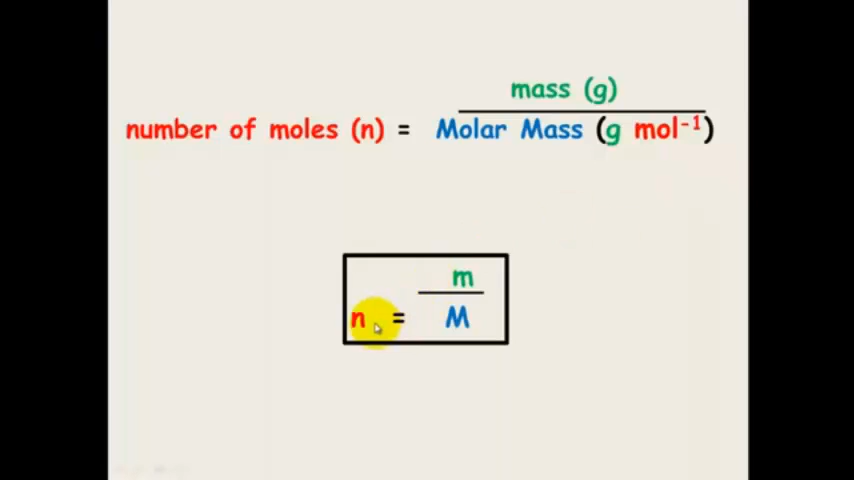 mass (g)
number of moles (n) = Molar Mass (g mol⁻¹)
m
n = M